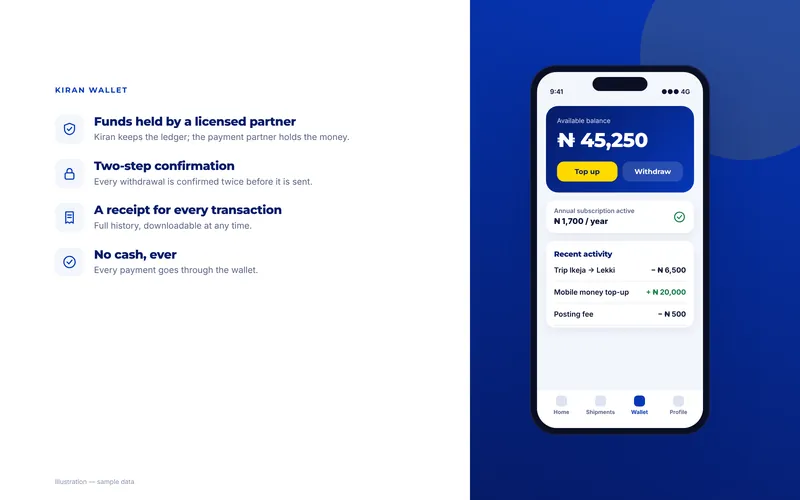 KIRAN WALLET
Funds held by a licensed partner
Kiran keeps the ledger; the payment partner holds the money.
Two-step confirmation
Every withdrawal is confirmed twice before it is sent.
A receipt for every transaction
Full history, downloadable at any time.
No cash, ever
Every payment goes through the wallet.
Illustration — sample data
9:41 ●●● 4G
Available balance
₦ 45,250
Top up Withdraw
Annual subscription active
₦ 1,700 / year
Recent activity
Trip Ikeja → Lekki − ₦ 6,500
Mobile money top-up + ₦ 20,000
Posting fee − ₦ 500
Home Shipments Wallet Profile